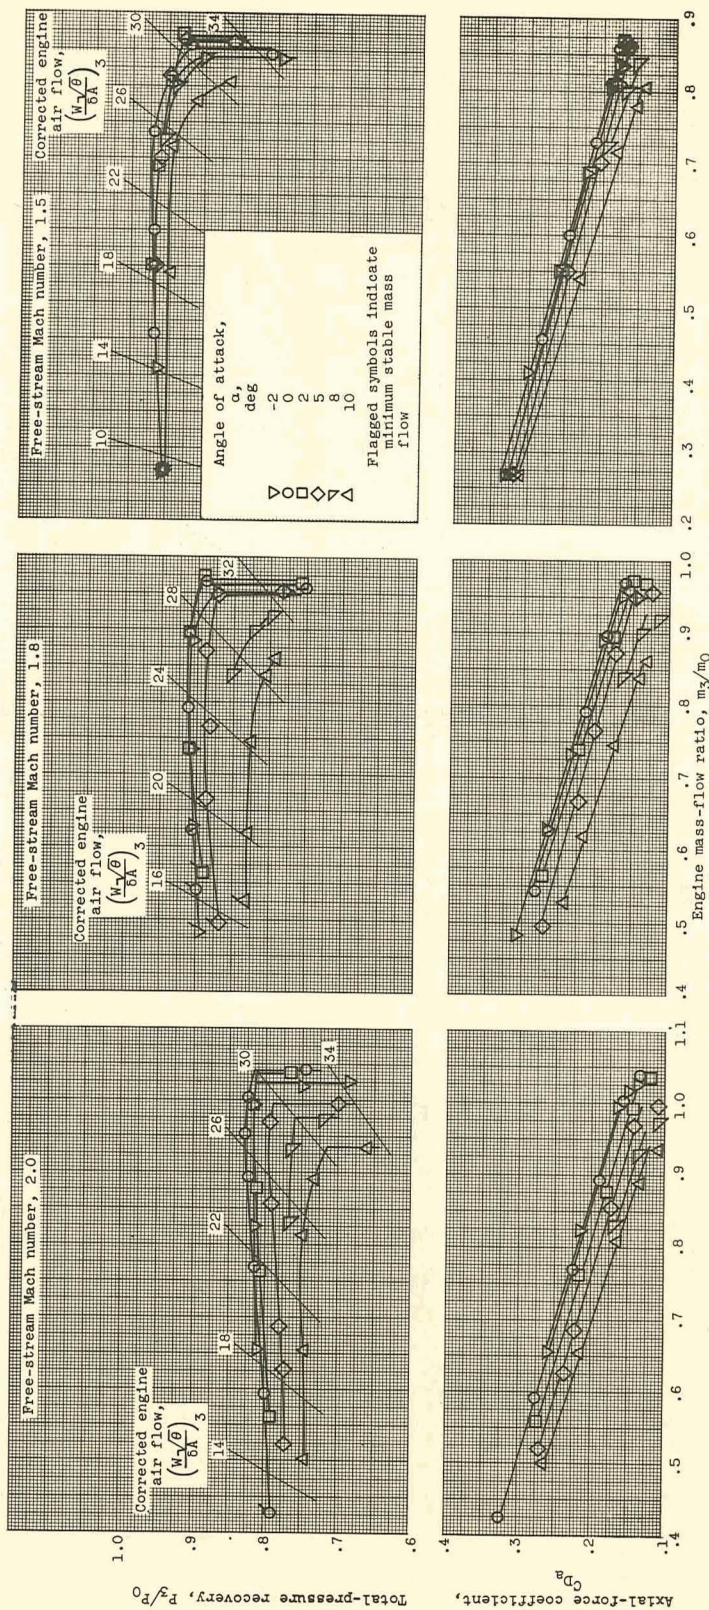 Free-stream Mach number, 2.0
Corrected engine
air flow,
(W√θ/δA)₃
14
18
22
26
30
34
Free-stream Mach number, 1.8
Corrected engine
air flow,
(W√θ/δA)₃
16
20
24
28
32
Free-stream Mach number, 1.5
Corrected engine
air flow,
(W√θ/δA)₃
10
14
18
22
26
30
34
Angle of attack,
α,
deg
▽ -2
○ 0
□ 2
◇ 5
8
△ 10
Flagged symbols indicate
minimum stable mass
flow
Total-pressure recovery, P₃/P₀
1.0
.8
.7
.6
Axial-force coefficient,
C_Da
.3
.2
.1
.4 .5 .6 .7 .8 .9 1.0 1.1
.4 .5 .6 .7 .8 .9 1.0
.2 .3 .4 .5 .6 .7 .8 .9
Engine mass-flow ratio, m₃/m₀